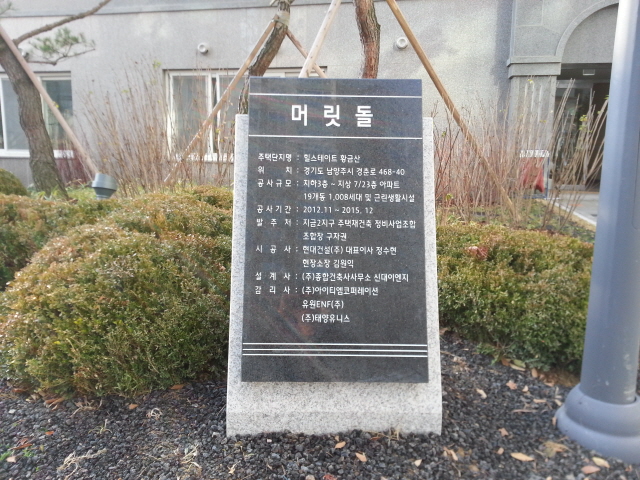 머릿돌
주택단지명 : 힐스테이트 황금산
위 치 : 경기도 남양주시 경춘로 468-40
공사규모 : 지하3층 ~ 지상 7/23층 아파트
19개동 1,008세대 및 근린생활시설
공사기간 : 2012.11 ~ 2015. 12
발 주 처 : 지금2지구 주택재건축 정비사업조합
조합장 구자권
시 공 사 : 현대건설(주) 대표이사 정수현
현장소장 김원익
설 계 사 : (주)종합건축사사무소 신대이엔지
감 리 사 : (주)아이티엠코퍼레이션
유원ENF(주)
(주)태양유니스